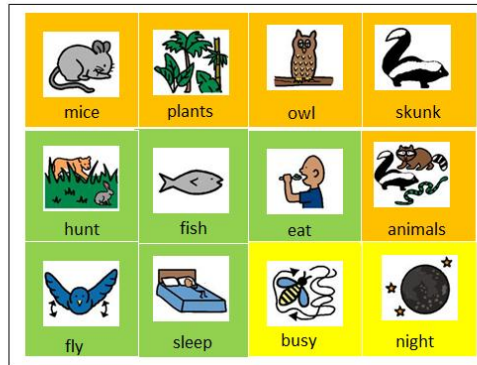 mice plants owl skunk
hunt fish eat animals
fly sleep busy night